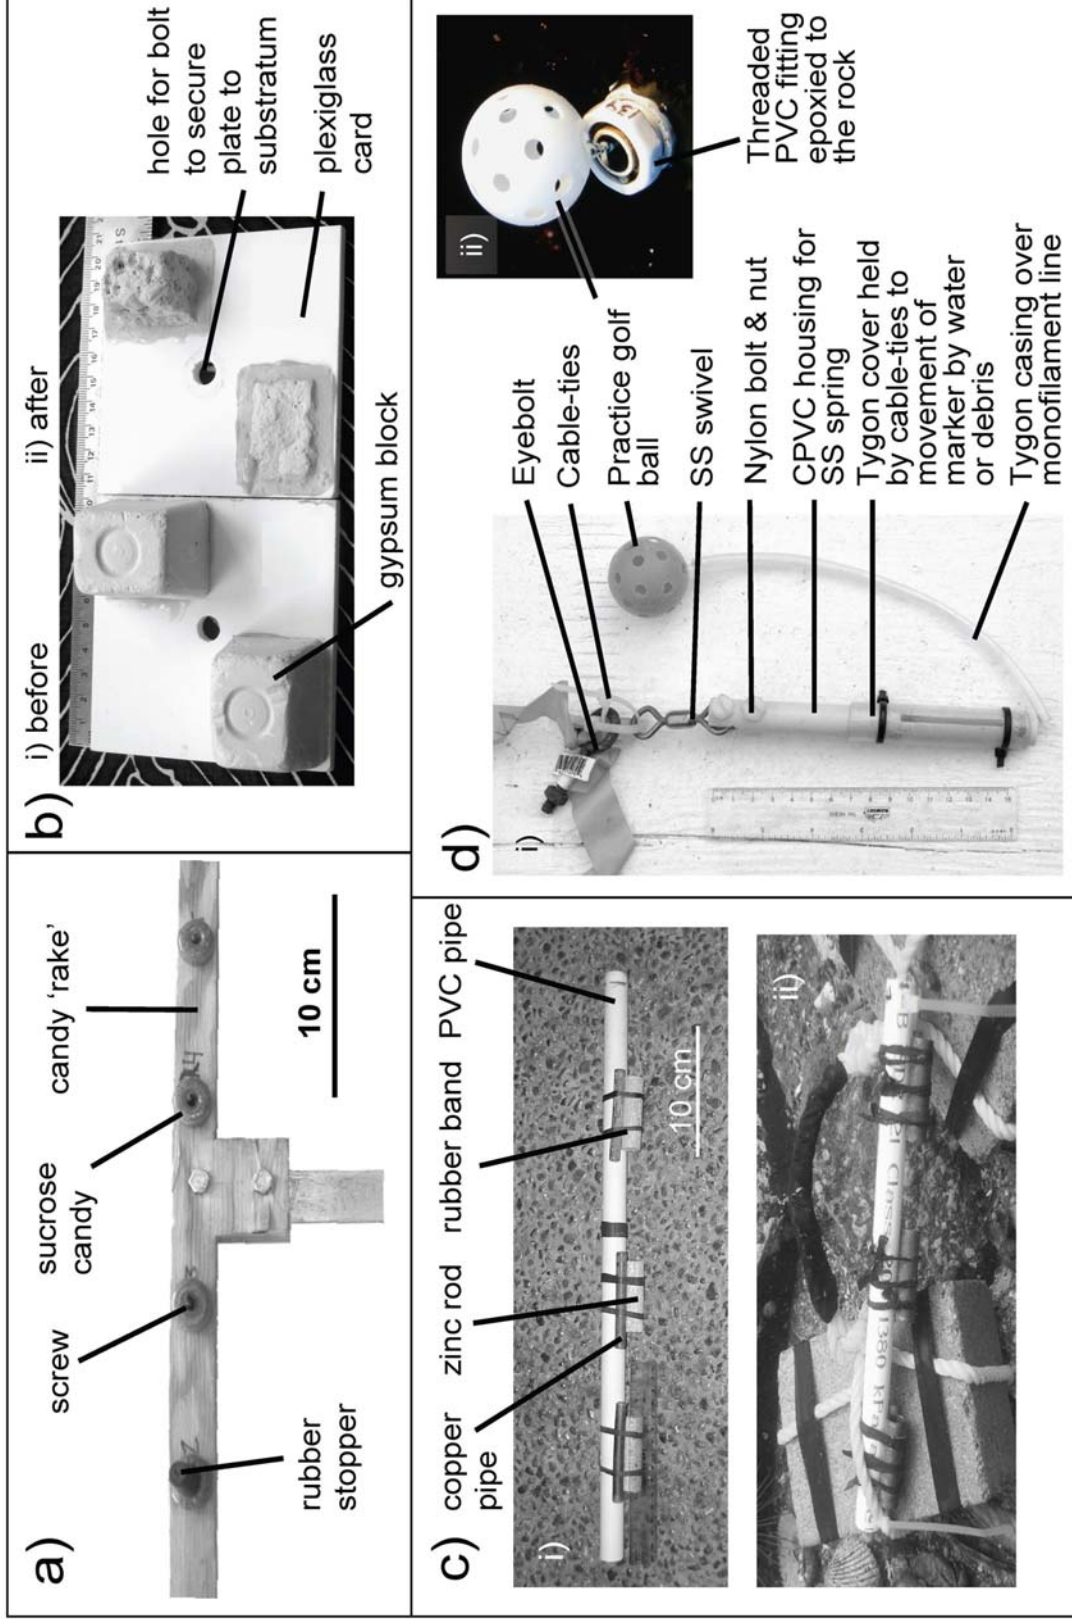 a)
screw
sucrose
candy
candy ‘rake’
rubber
stopper
10 cm
b)
i) before
ii) after
hole for bolt
to secure
plate to
substratum
plexiglass
card
gypsum block
c)
copper
pipe
zinc rod
rubber band
PVC pipe
i)
10 cm
ii)
Class
1380 kPa
B
d)
i)
Eyebolt
Cable-ties
Practice golf
ball
SS swivel
Nylon bolt & nut
CPVC housing for
SS spring
Tygon cover held
by cable-ties to
movement of
marker by water
or debris
Tygon casing over
monofilament line
ii)
Threaded
PVC fitting
epoxied to
the rock